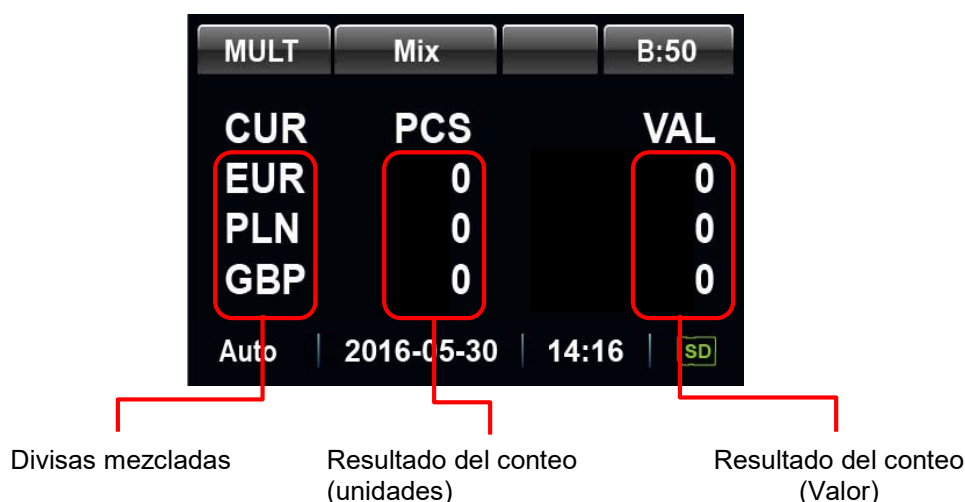 MULT Mix B:50
CUR PCS VAL
EUR 0 0
PLN 0 0
GBP 0 0
Auto 2016-05-30 14:16 SD
Divisas mezcladas Resultado del conteo Resultado del conteo
(unidades) (Valor)